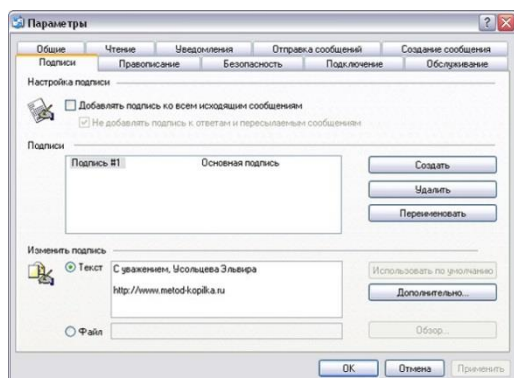 Параметры
Общие Чтение Уведомления Отправка сообщений Создание сообщения
Подписи Правописание Безопасность Подключение Обслуживание
Настройка подписи
Добавлять подпись ко всем исходящим сообщениям
Не добавлять подпись к ответам и пересылаемым сообщениям
Подписи
Подпись #1 Основная подпись
Создать
Удалить
Переименовать
Изменить подпись
Текст
С уважением, Усольцева Эльвира
http://www.metod-kopilka.ru
Использовать по умолчанию
Дополнительно...
Файл
Обзор...
OK Отмена Применить